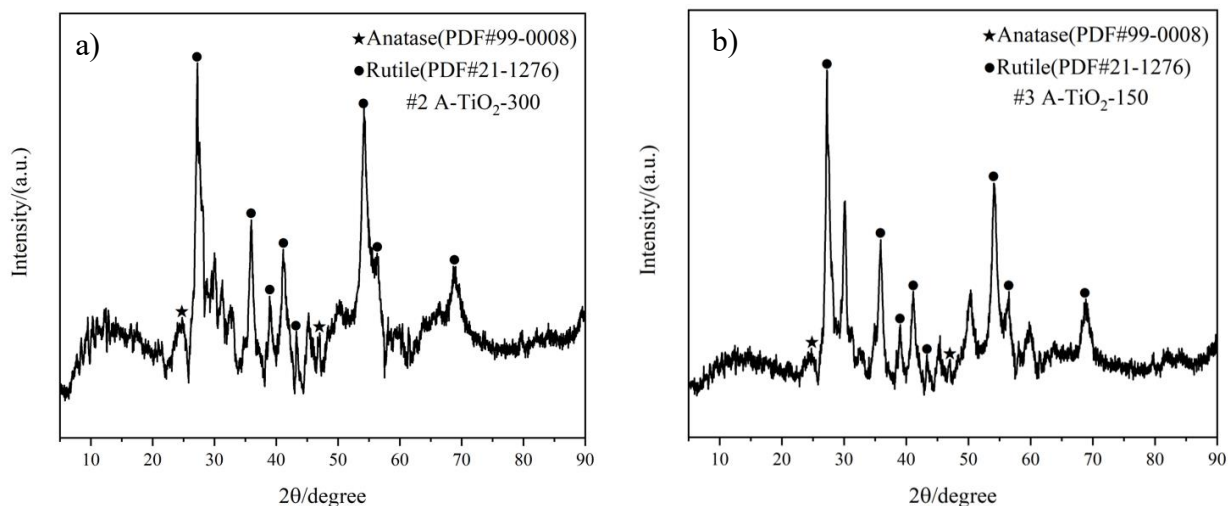 a)
★Anatase(PDF#99-0008)
●Rutile(PDF#21-1276)
#2 A-TiO₂-300
Intensity/(a.u.)
10 20 30 40 50 60 70 80 90
2θ/degree
b)
★Anatase(PDF#99-0008)
●Rutile(PDF#21-1276)
#3 A-TiO₂-150
Intensity/(a.u.)
10 20 30 40 50 60 70 80 90
2θ/degree